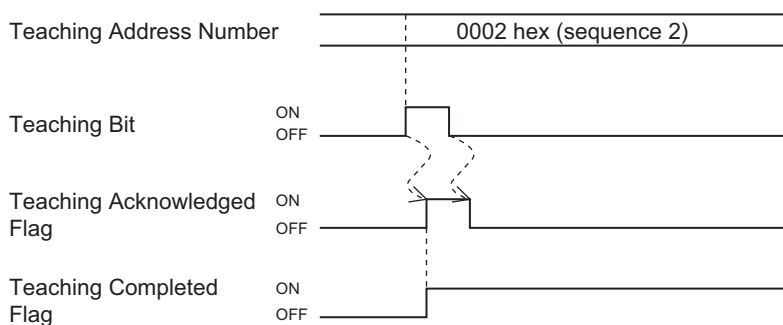 Teaching Address Number
0002 hex (sequence 2)
Teaching Bit
ON
OFF
Teaching Acknowledged
Flag
ON
OFF
Teaching Completed
Flag
ON
OFF